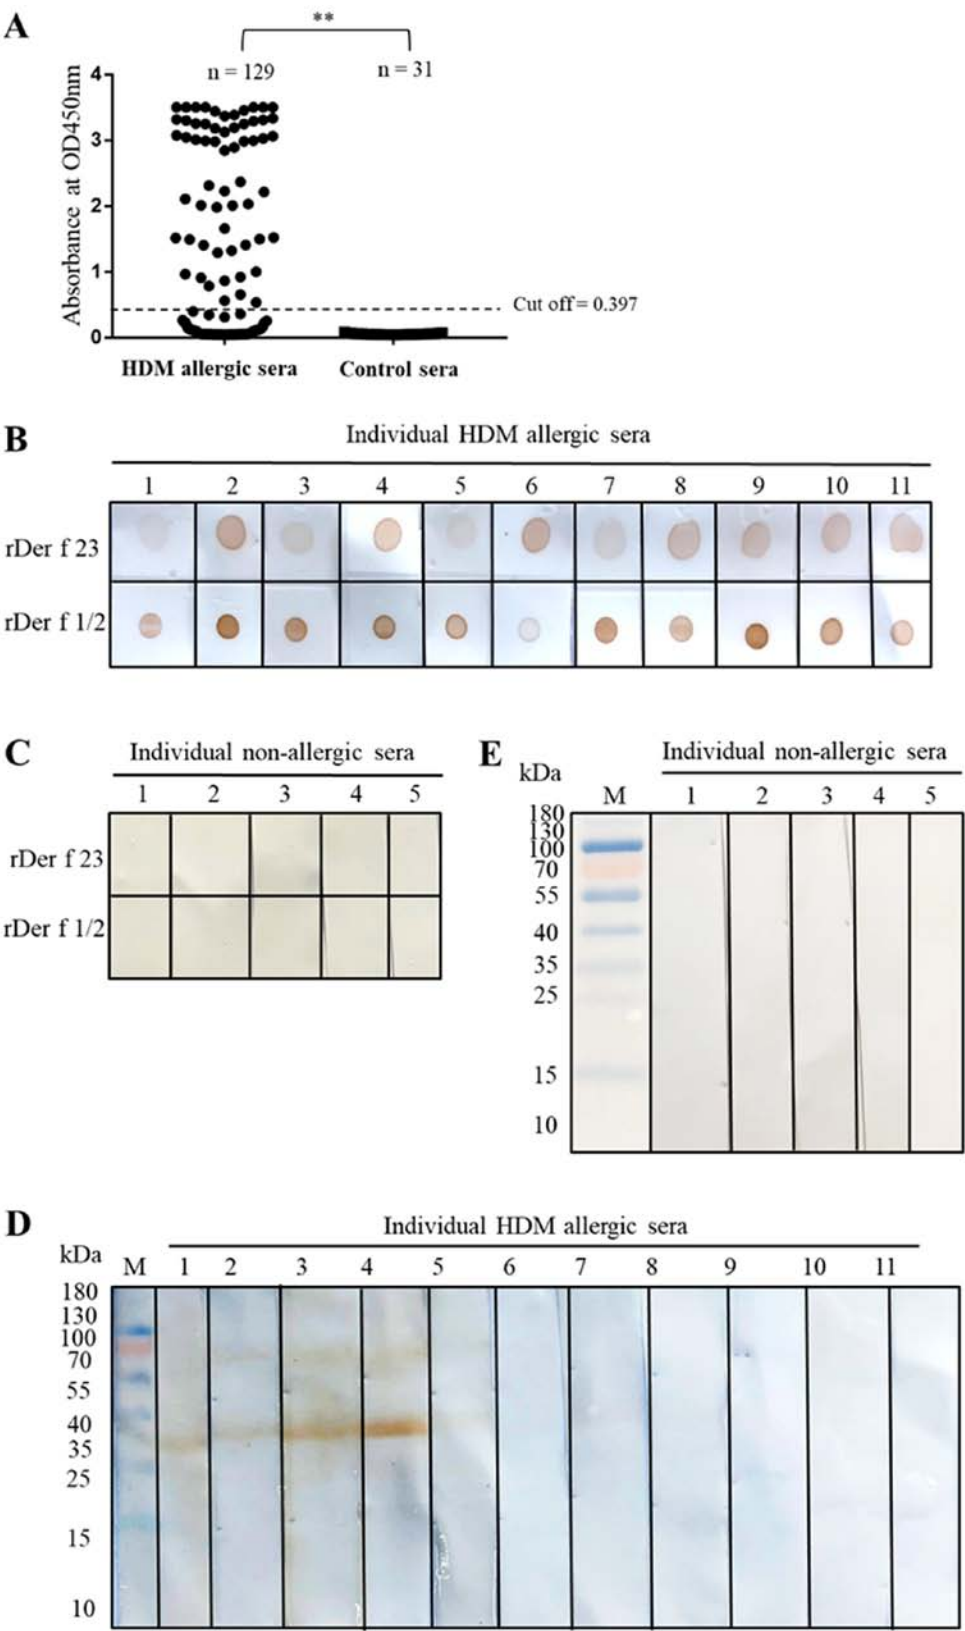 A
**
n = 129
n = 31
Absorbance at OD450nm
4
3
2
1
0
Cut off = 0.397
HDM allergic sera
Control sera
B
Individual HDM allergic sera
1 2 3 4 5 6 7 8 9 10 11
rDer f 23
rDer f 1/2
C
Individual non-allergic sera
1 2 3 4 5
rDer f 23
rDer f 1/2
E
Individual non-allergic sera
kDa
M 1 2 3 4 5
180
130
100
70
55
40
35
25
15
10
D
Individual HDM allergic sera
kDa
M 1 2 3 4 5 6 7 8 9 10 11
180
130
100
70
55
40
35
25
15
10